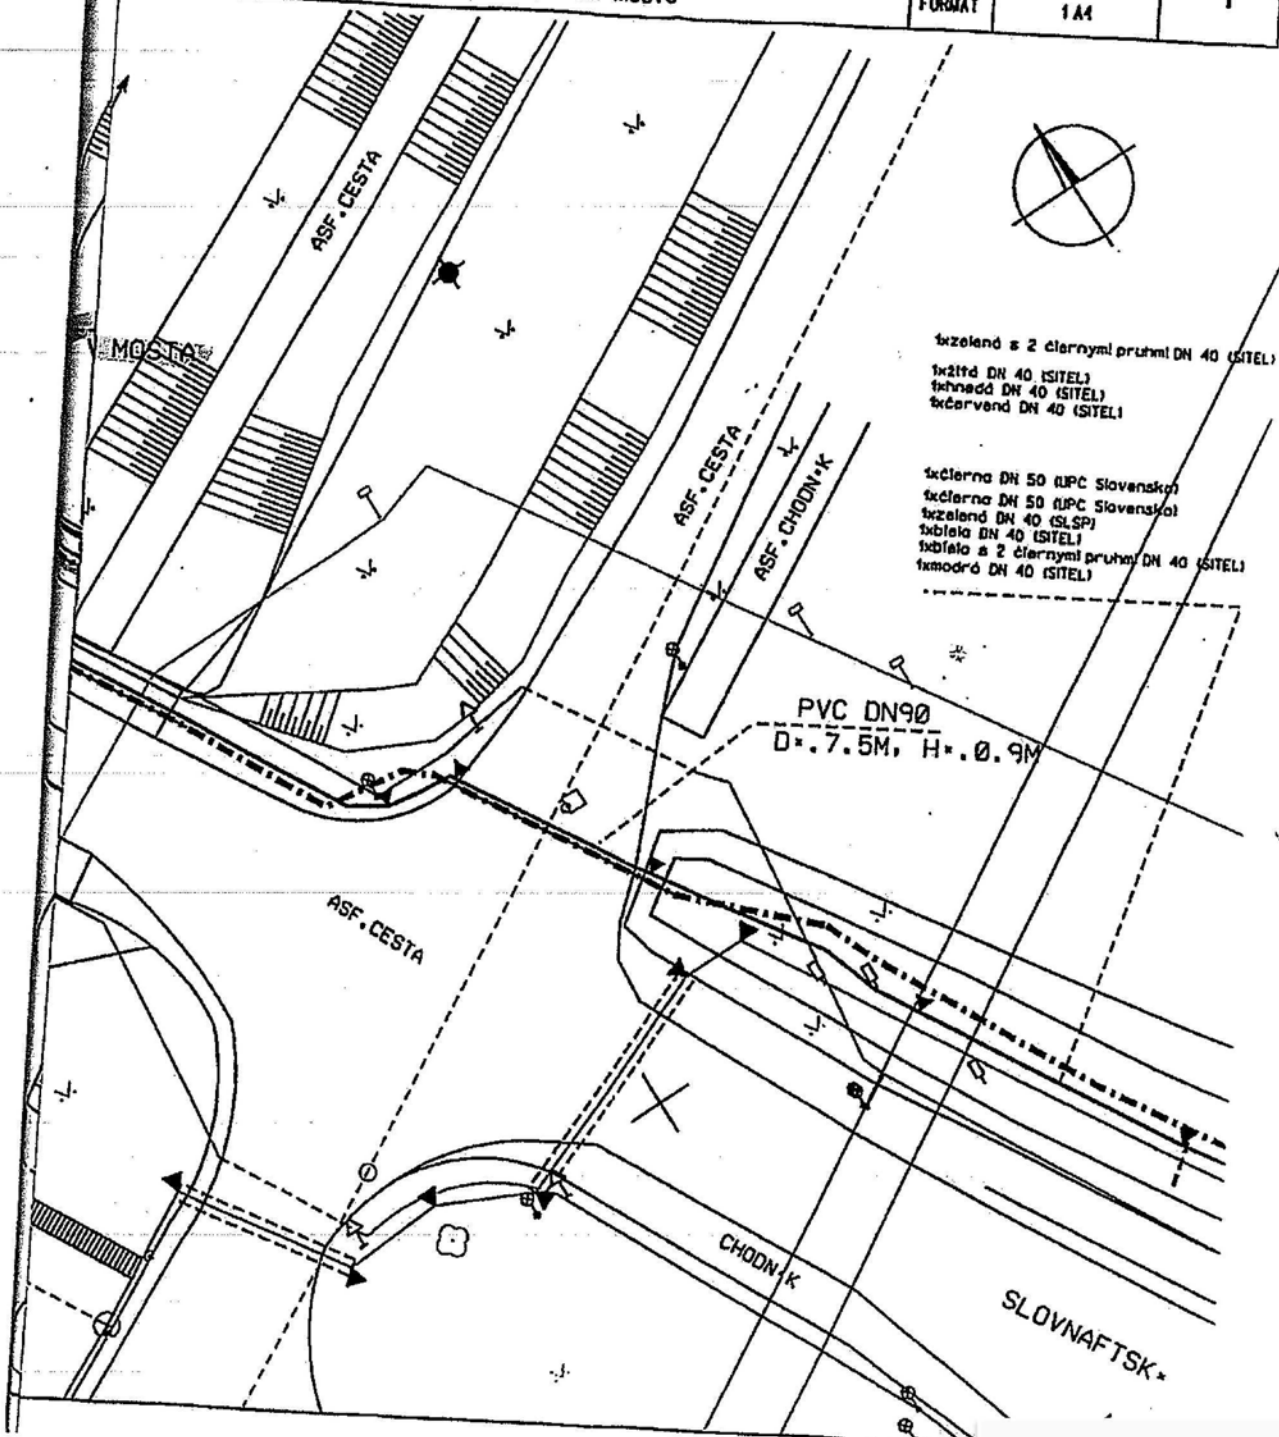 FORMÁT
1 A4
ASF.CESTA
MOSTA
1xzelená s 2 čiernymi pruhmi DN 40 (SITEL)
1xžltá DN 40 (SITEL)
1xhnedá DN 40 (SITEL)
1xčervená DN 40 (SITEL)
ASF.CESTA
ASF.CHODN*K
1xčierna DN 50 (UPC Slovensko)
1xčierna DN 50 (UPC Slovensko)
1xzelená DN 40 (SLSP)
1xbiela DN 40 (SITEL)
1xbiela s 2 čiernymi pruhmi DN 40 (SITEL)
1xmodrá DN 40 (SITEL)
PVC DN90
D*.7.5M, H*.0.9M
ASF.CESTA
CHODN*K
SLOVNAFTSK*